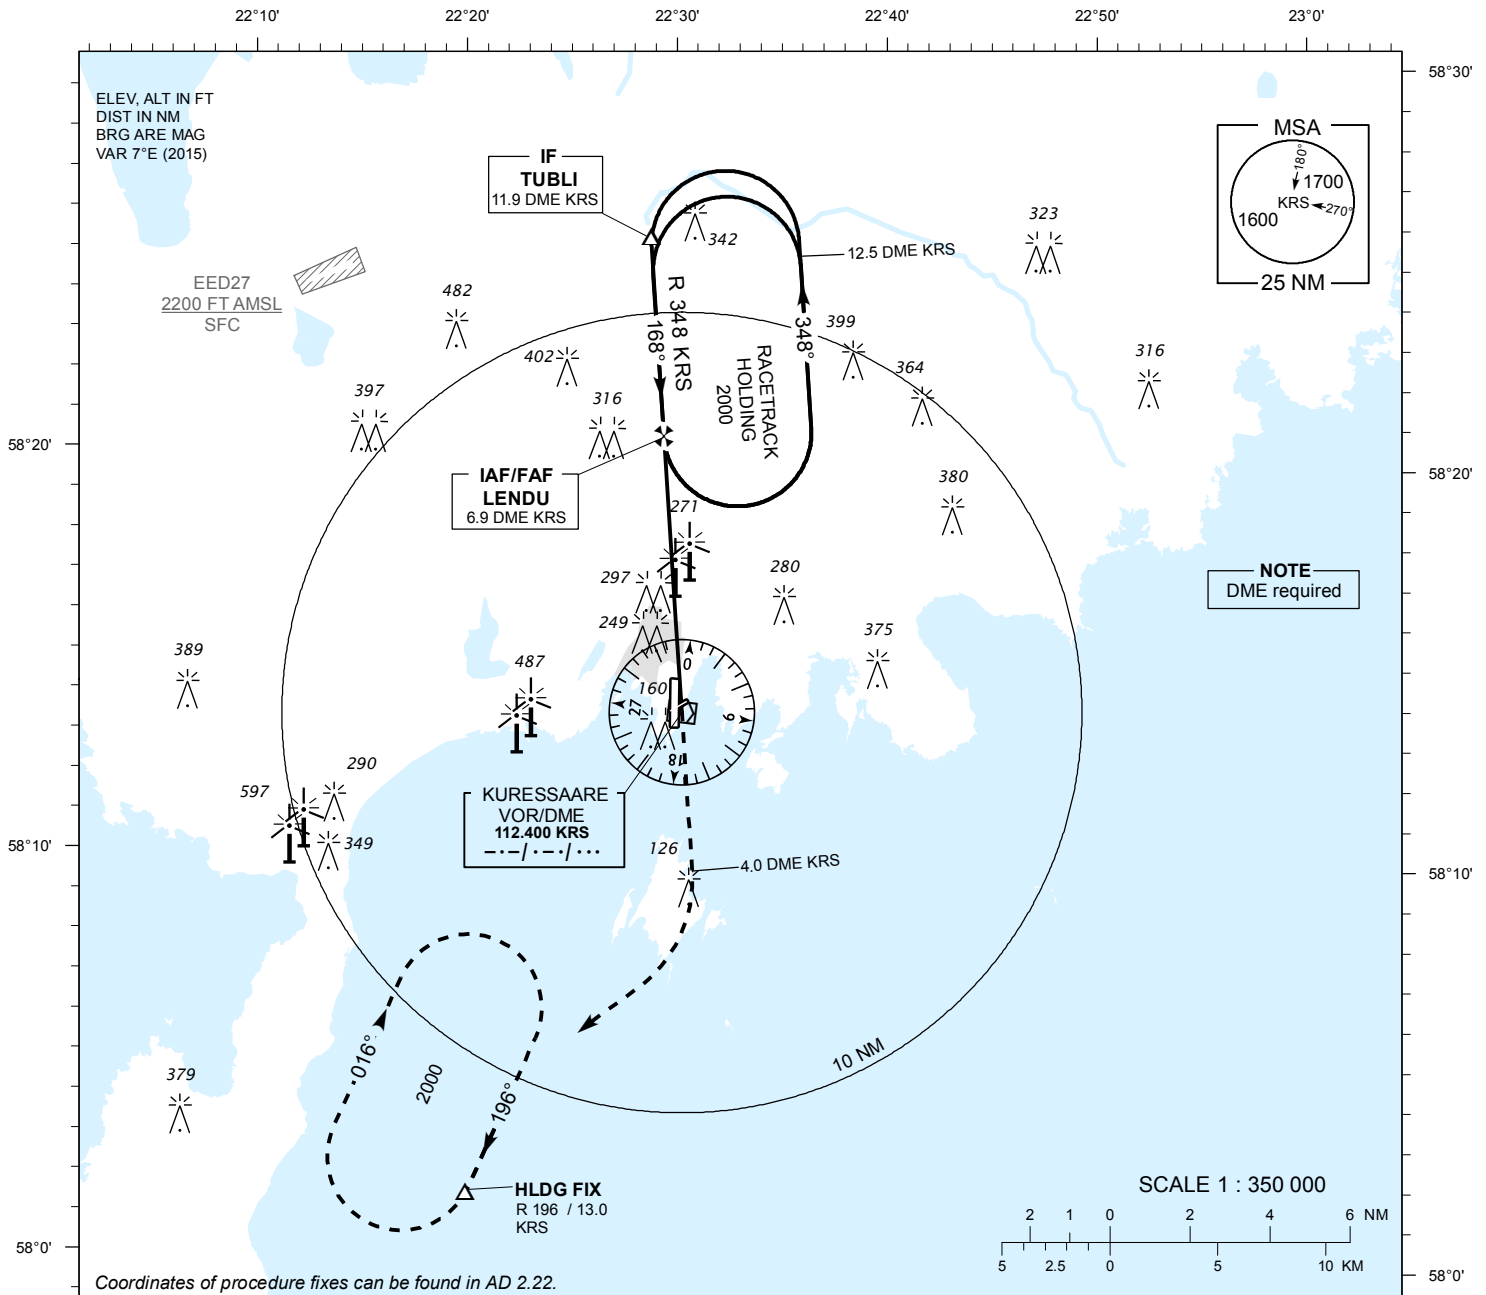 22°10'
22°20'
22°30'
22°40'
22°50'
23°0'
58°30'
ELEV, ALT IN FT
DIST IN NM
BRG ARE MAG
VAR 7°E (2015)
IF
TUBLI
11.9 DME KRS
MSA
180°
1700
KRS
270°
1600
25 NM
342
323
12.5 DME KRS
EED27
2200 FT AMSL
SFC
482
R 348 KRS
168°
348°
399
402
RACETRACK
HOLDING
2000
364
316
397
316
58°20'
58°20'
IAF/FAF
LENDU
6.9 DME KRS
380
271
297
280
NOTE
DME required
249
375
389
487
0
160
27
9
18
290
597
KURESSAARE
VOR/DME
112.400 KRS
–·–/·–·/···
349
126
4.0 DME KRS
58°10'
58°10'
016°
2000
196°
10 NM
379
HLDG FIX
R 196 / 13.0
KRS
SCALE 1 : 350 000
2 1 0 2 4 6 NM
5 2.5 0 5 10 KM
58°0'
58°0'
Coordinates of procedure fixes can be found in AD 2.22.